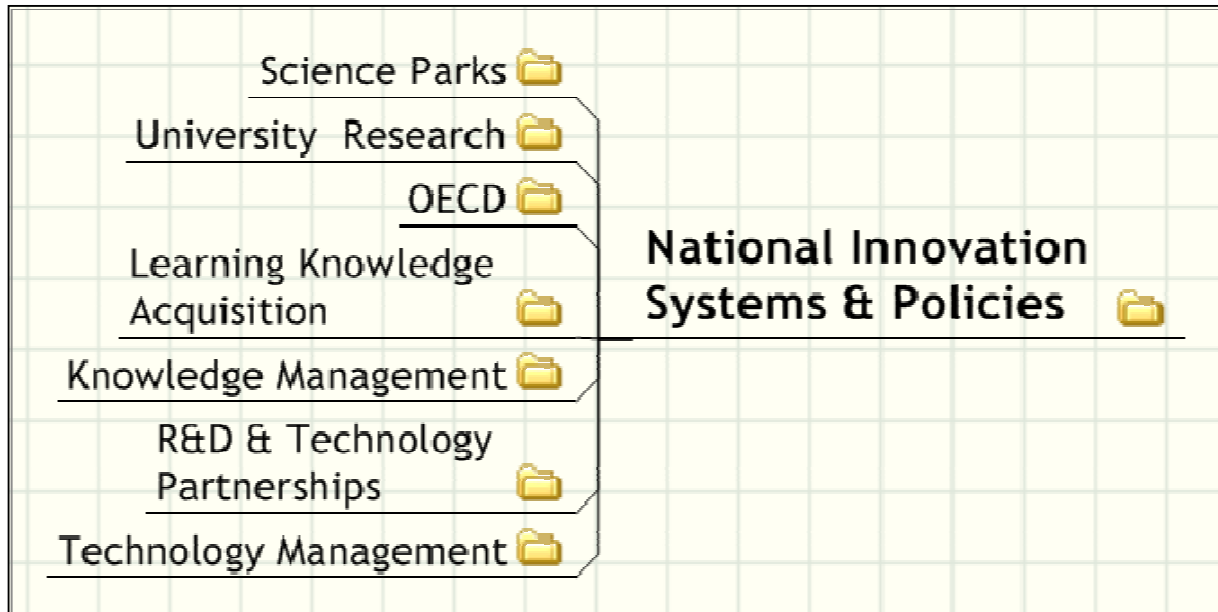 Science Parks
University Research
OECD
Learning Knowledge
Acquisition
Knowledge Management
R&D & Technology
Partnerships
Technology Management
National Innovation
Systems & Policies